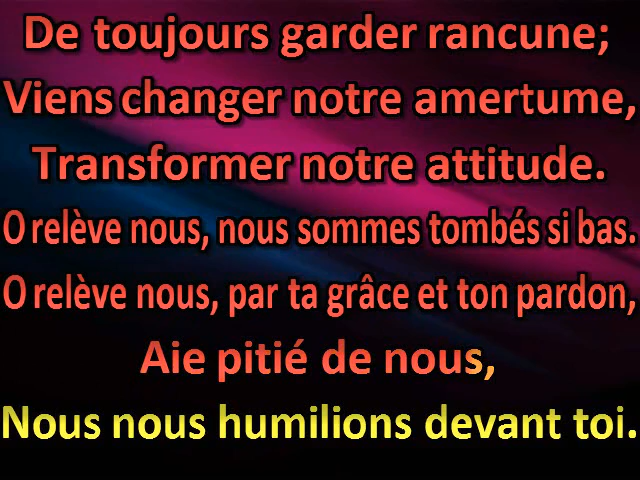 De toujours garder rancune;
Viens changer notre amertume,
Transformer notre attitude.
O relève nous, nous sommes tombés si bas.
O relève nous, par ta grâce et ton pardon,
Aie pitié de nous,
Nous nous humilions devant toi.